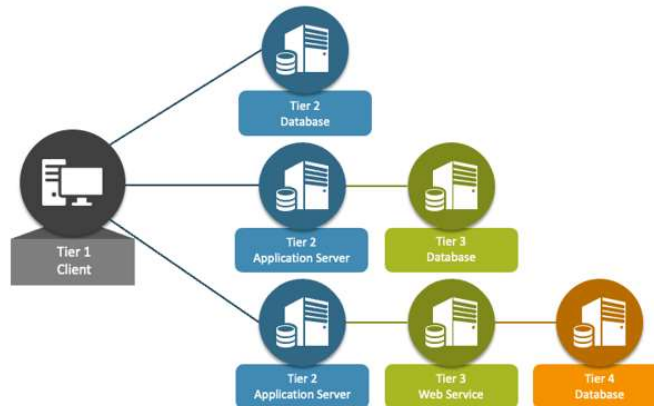 Tier 2
Database
Tier 1
Client
Tier 2
Application Server
Tier 3
Database
Tier 2
Application Server
Tier 3
Web Service
Tier 4
Database